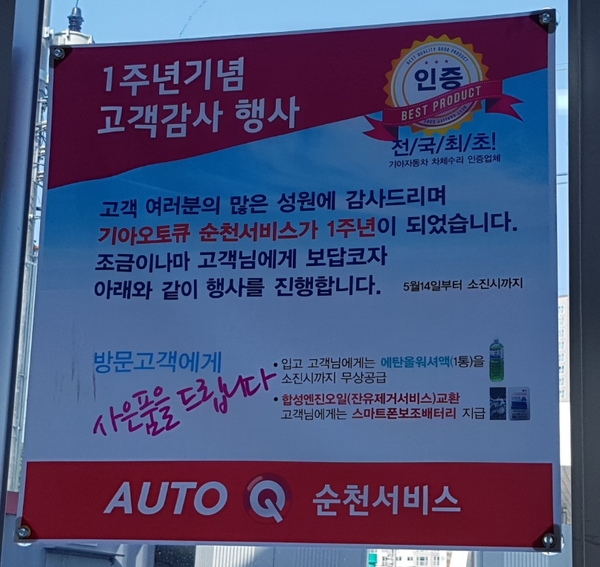 1주년기념
고객감사 행사
BEST QUALITY GOOD PRODUCT
인증
BEST PRODUCT
전/국/최/초!
기아자동차 차체수리 인증업체
고객 여러분의 많은 성원에 감사드리며
기아오토큐 순천서비스가 1주년이 되었습니다.
조금이나마 고객님에게 보답코자
아래와 같이 행사를 진행합니다.
5월14일부터 소진시까지
방문고객에게
사은품을 드립니다
• 입고 고객님에게는 에탄올워셔액(1통)을
소진시까지 무상공급
• 합성엔진오일(잔유제거서비스)교환
고객님에게는 스마트폰보조배터리 지급
AUTO Q 순천서비스